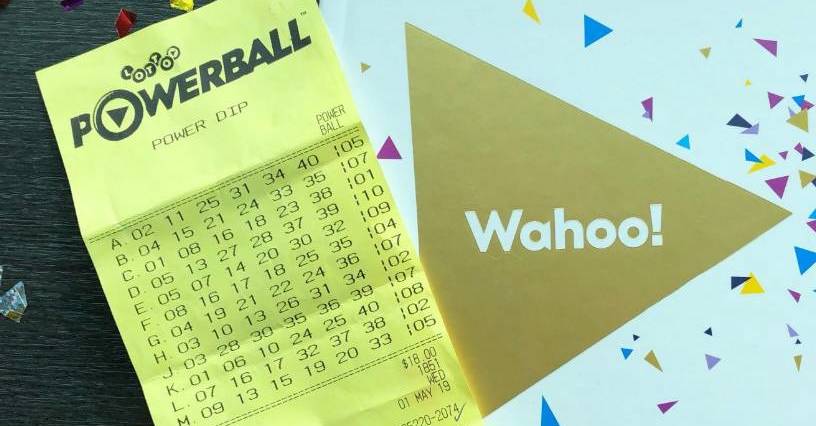 LOTTO
POWERBALL
POWER DIP
POWER
BALL
A. 02 11 25 31 34 40 :05
B. 04 15 21 24 33 35 :07
C. 01 08 16 18 23 38 :01
D. 05 13 27 28 37 39 :10
E. 05 07 14 20 30 32 :09
F. 08 16 17 18 25 35 :04
G. 04 19 21 22 24 36 :07
H. 03 10 13 26 31 34
J. 03 28 30 35 36 39
K. 01 06 10 24 25 40 :08
L. 07 16 17 32 37 38 :02
M. 09 13 15 19 20 33 :05
$18.00
1851
WED
01 MAY 19
Wahoo!